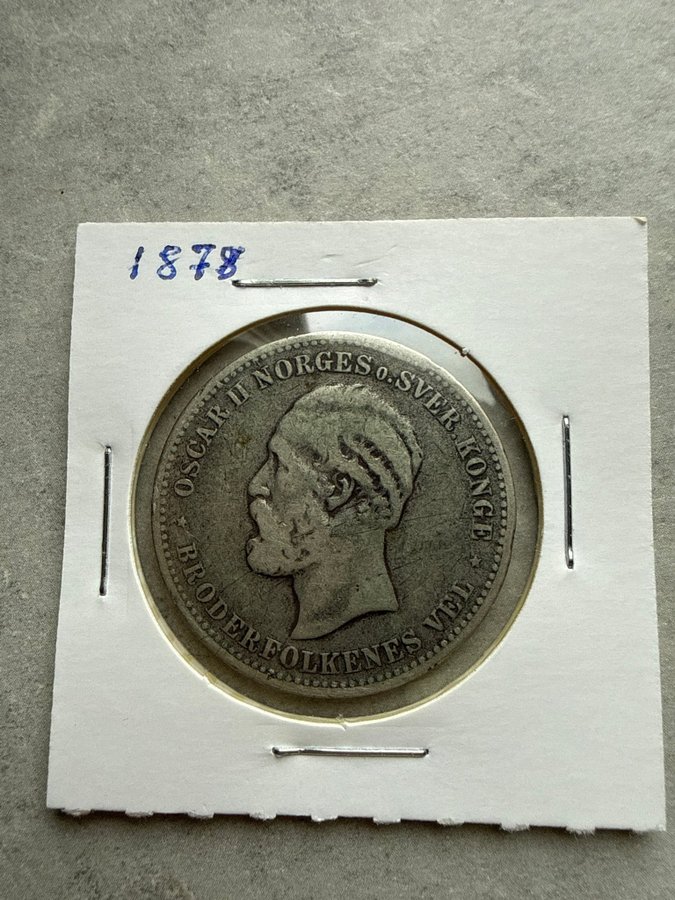 1878
OSCAR II NORGES O. SVER. KONGE
BRODERFOLKENES VEL